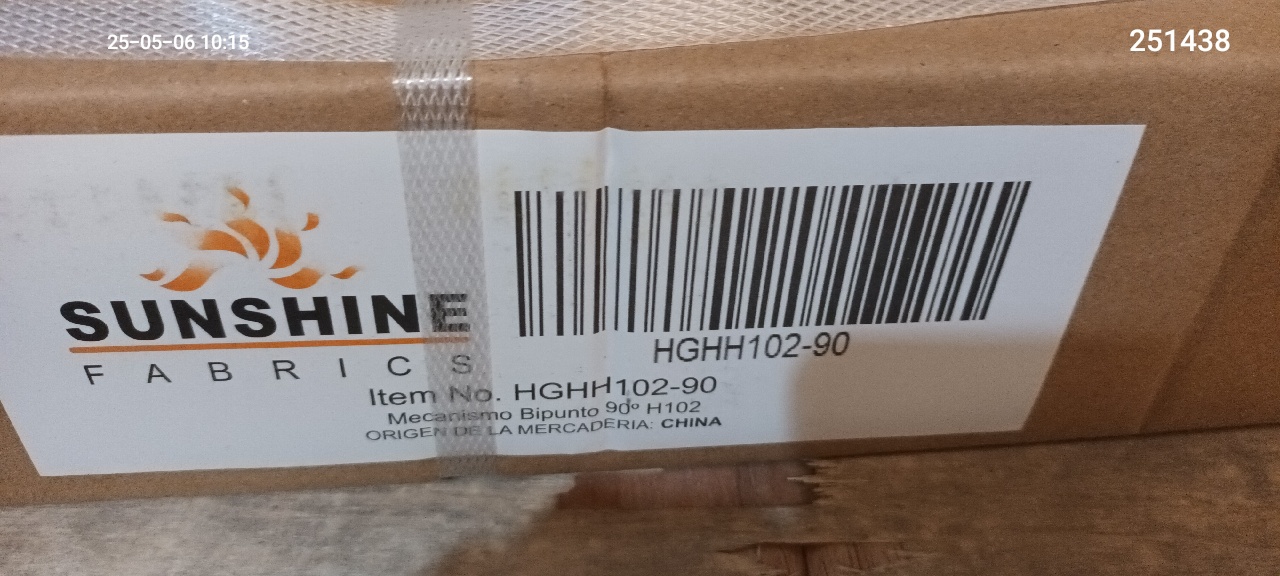 25-05-06 10:15
251438
SUNSHINE
FABRICS
HGHH102-90
Item No. HGHH102-90
Mecanismo Bipunto 90º H102
ORIGEN DE LA MERCADERIA: CHINA